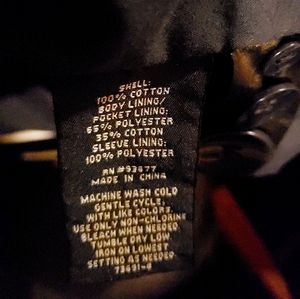 SHELL:
100% COTTON
BODY LINING/
POCKET LINING:
65% POLYESTER
35% COTTON
SLEEVE LINING:
100% POLYESTER
RN #93677
MADE IN CHINA
MACHINE WASH COLD
GENTLE CYCLE,
WITH LIKE COLORS
USE ONLY NON-CHLORINE
BLEACH WHEN NEEDED.
TUMBLE DRY LOW
IRON ON LOWEST
SETTING AS NEEDED